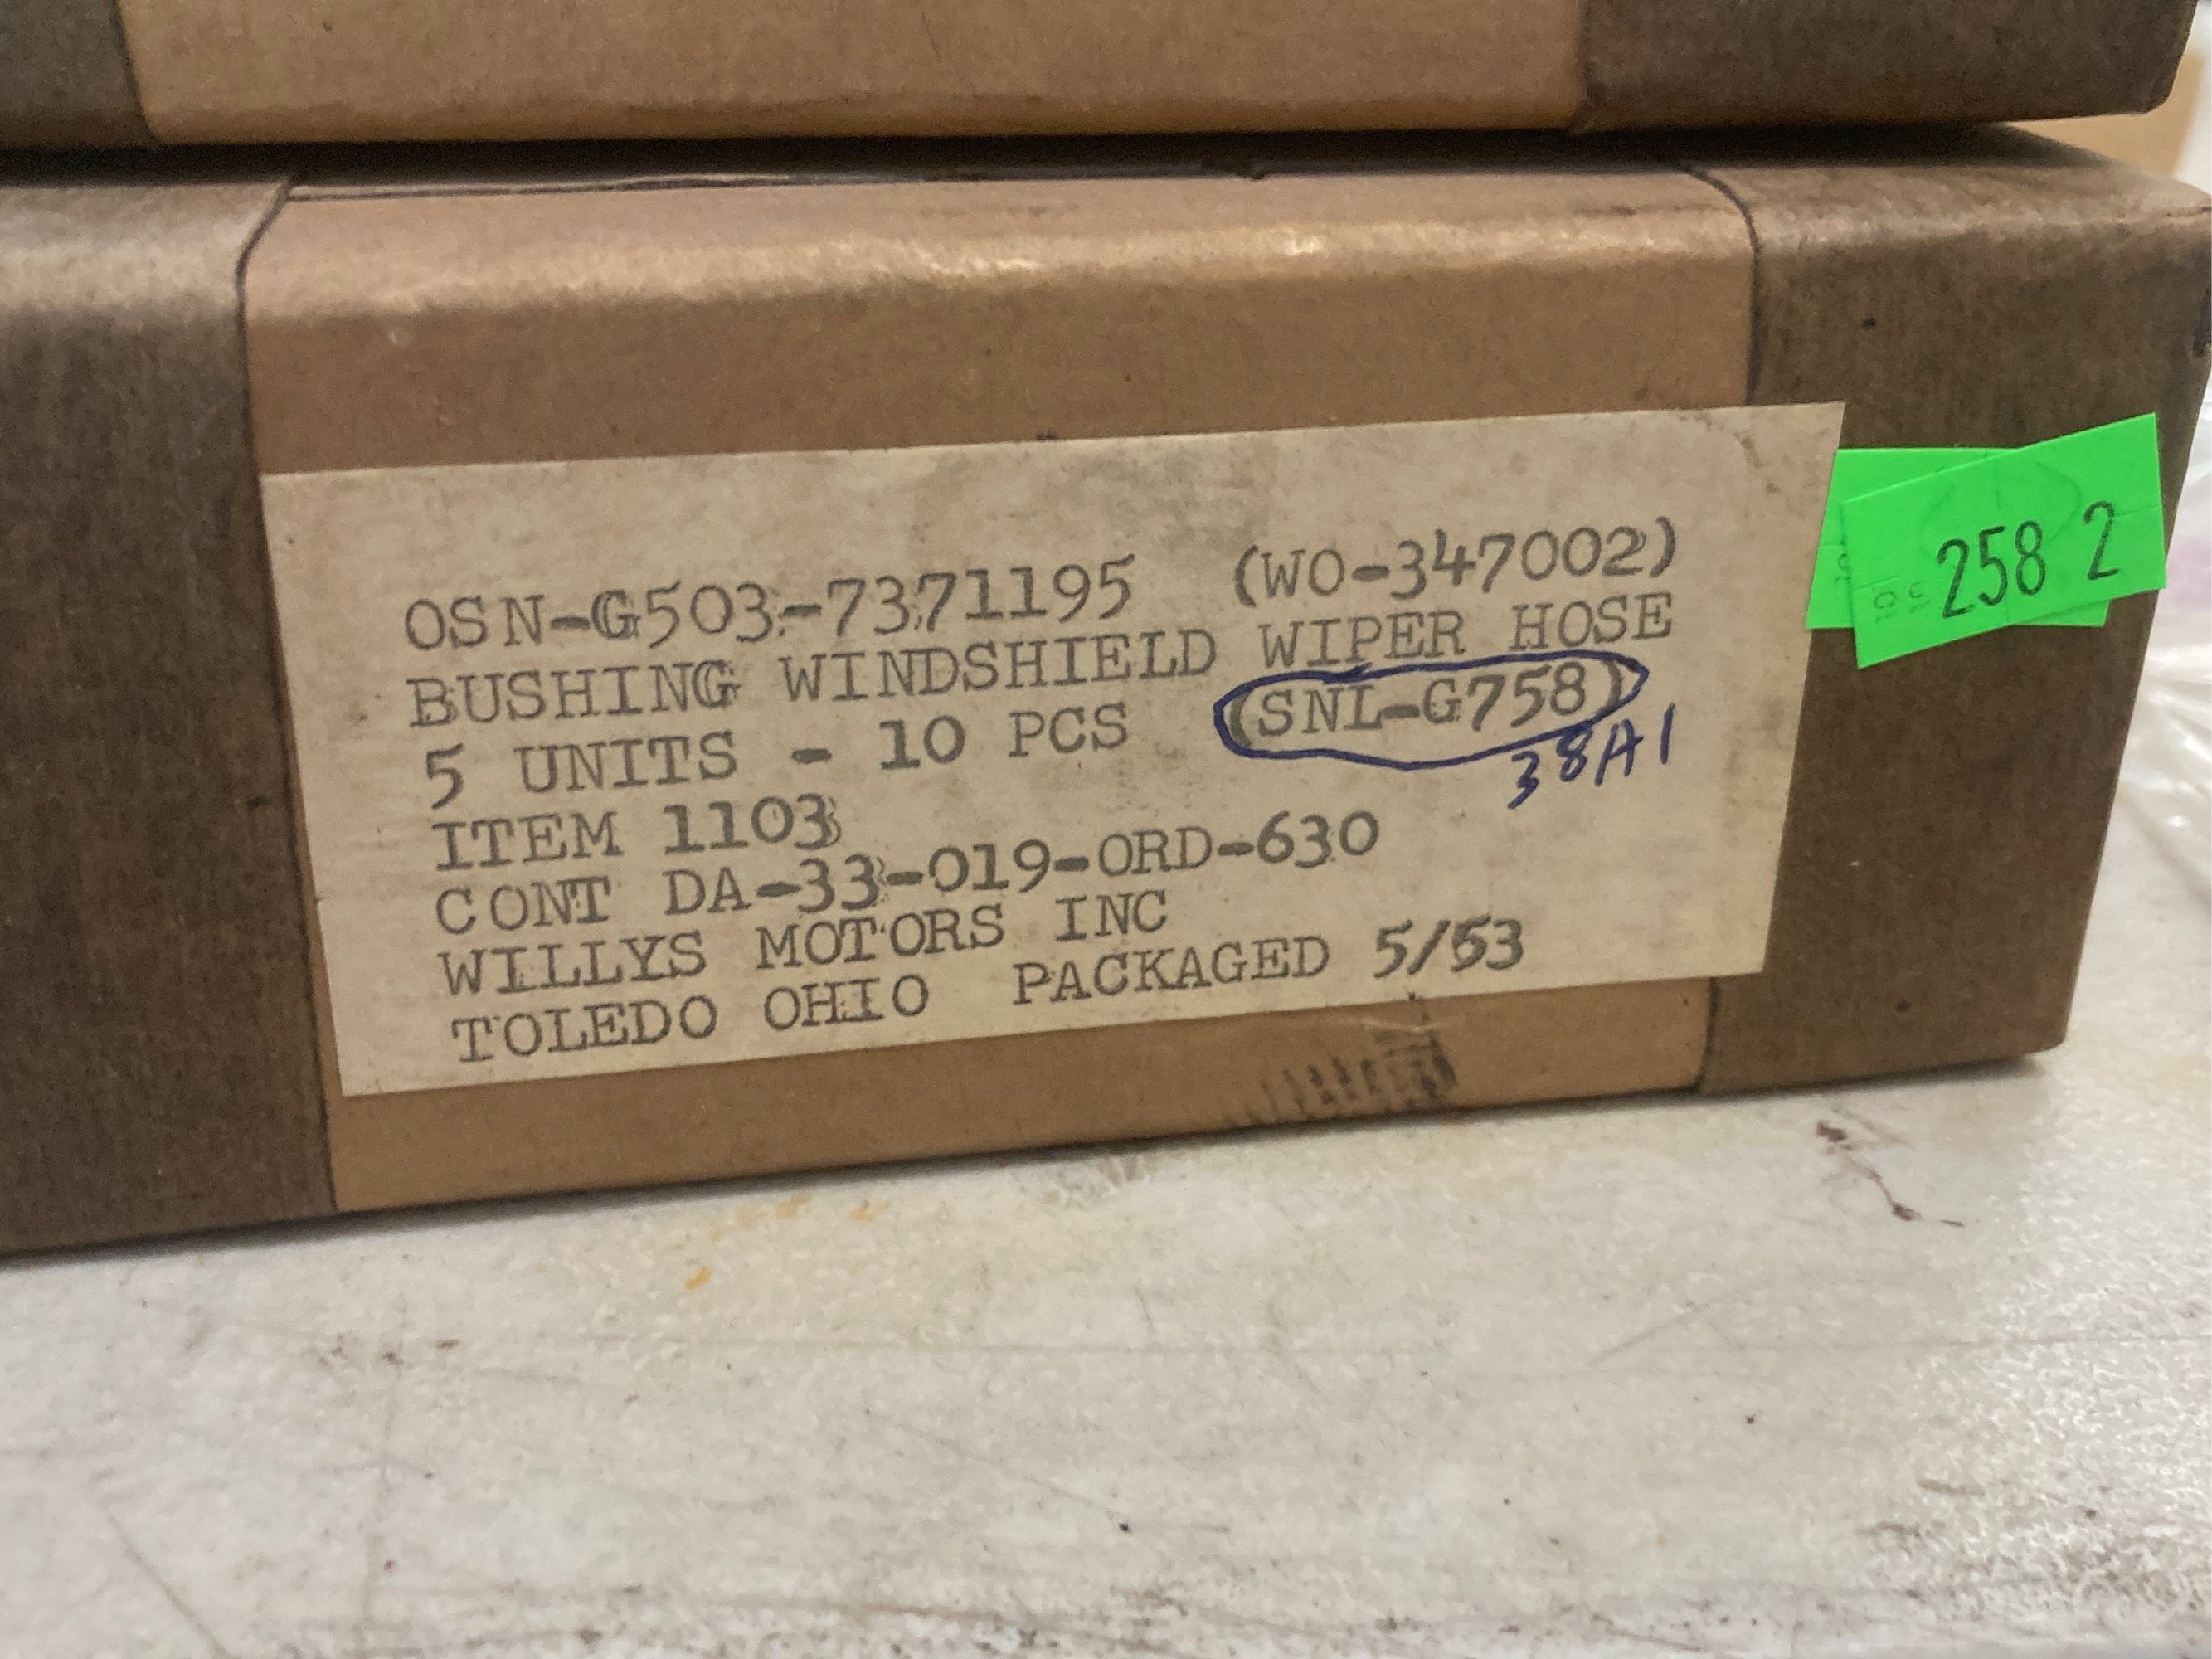 OSN-G503-7371195 (WO-347002)
BUSHING WINDSHIELD WIPER HOSE
5 UNITS - 10 PCS (SNL-G758)
38A1
ITEM 1103
CONT DA-33-019-ORD-630
WILLYS MOTORS INC
TOLEDO OHIO PACKAGED 5/53
258 2